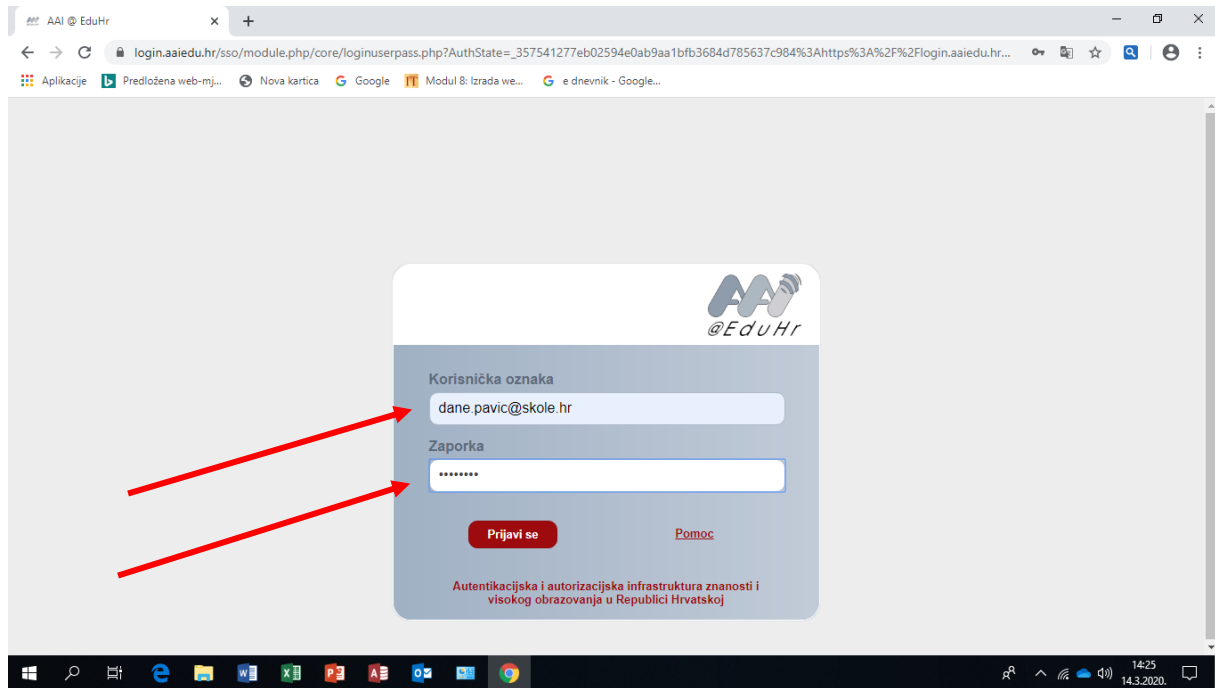 AAI @ EduHr
login.aaiedu.hr/sso/module.php/core/loginuserpass.php?AuthState=_357541277eb02594e0ab9aa1bfb3684d785637c984%3Ahttps%3A%2F%2Flogin.aaiedu.hr...
Aplikacije Predložena web-mj... Nova kartica Google Modul 8: Izrada we... e dnevnik - Google...
AAI
@EduHr
Korisnička oznaka
dane.pavic@skole.hr
Zaporka
••••••••
Prijavi se Pomoc
Autentikacijska i autorizacijska infrastruktura znanosti i
visokog obrazovanja u Republici Hrvatskoj
14:25
14.3.2020.